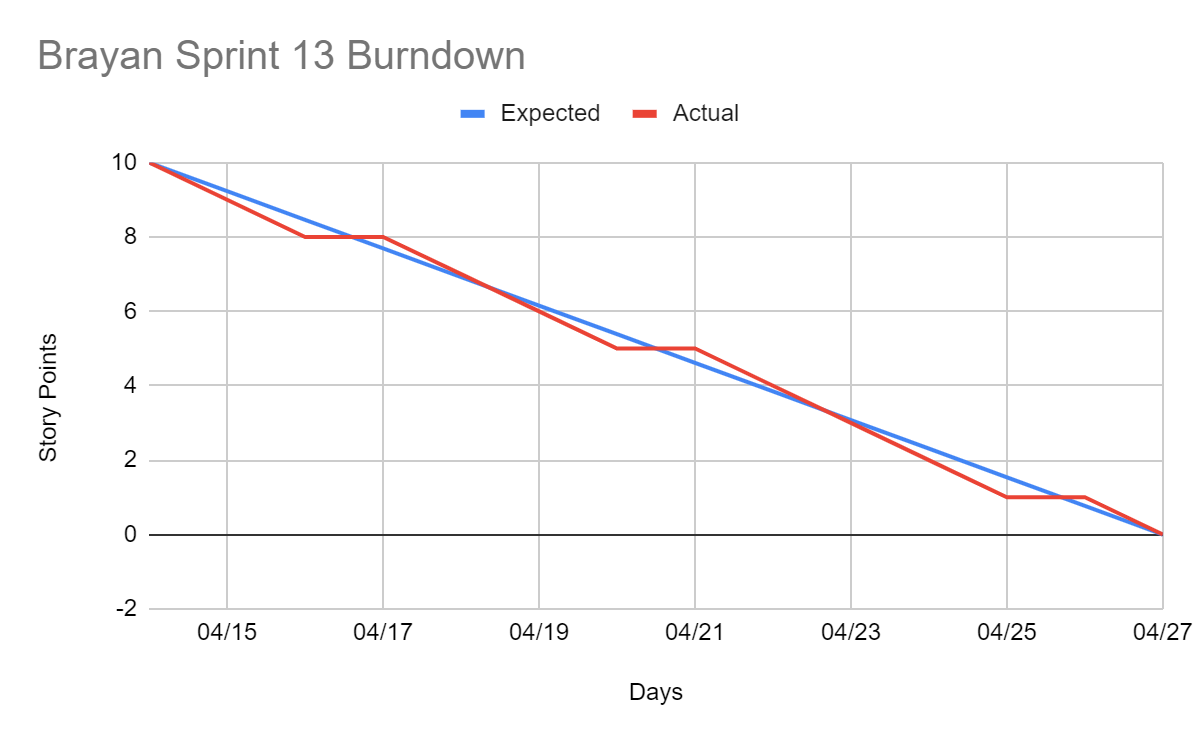 Brayan Sprint 13 Burndown
Expected Actual
10
8
6
4
2
0
-2
Story Points
04/15 04/17 04/19 04/21 04/23 04/25 04/27
Days